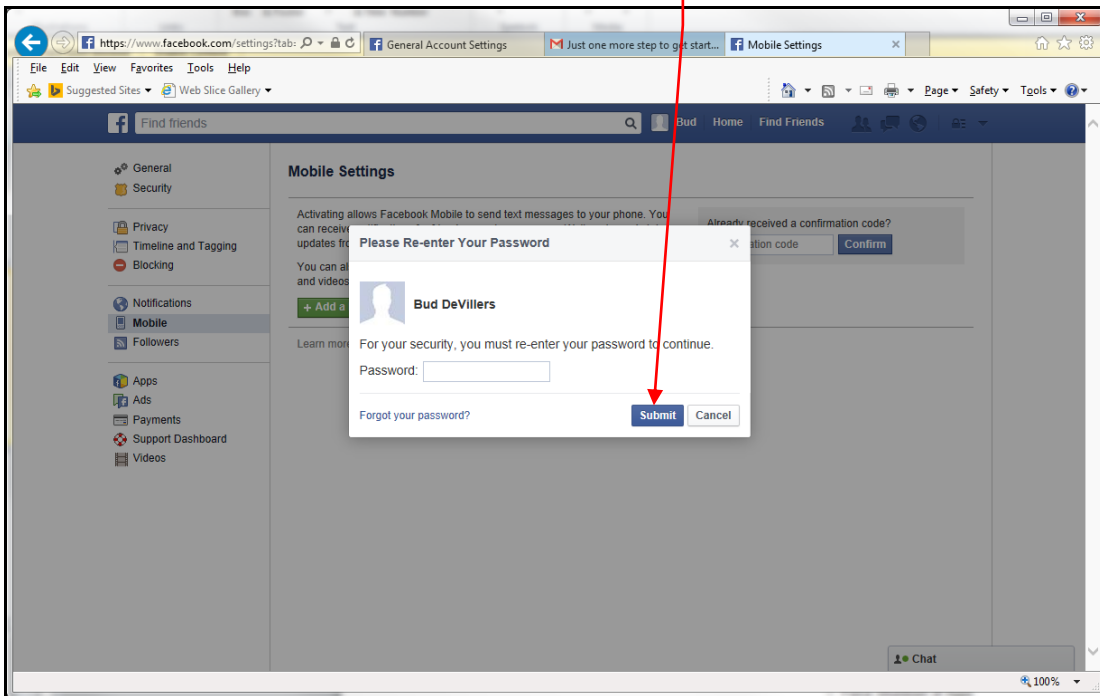 https://www.facebook.com/settings?tab=
General Account Settings
Just one more step to get start...
Mobile Settings
File Edit View Favorites Tools Help
Suggested Sites
Web Slice Gallery
Page Safety Tools
Find friends
Bud Home Find Friends
General
Security
Privacy
Timeline and Tagging
Blocking
Notifications
Mobile
Followers
Apps
Ads
Payments
Support Dashboard
Videos
Mobile Settings
Activating allows Facebook Mobile to send text messages to your phone. You
can receive
updates fr
You can al
and videos
+ Add a
Learn more
Already received a confirmation code?
ation code
Confirm
Please Re-enter Your Password
Bud DeVillers
For your security, you must re-enter your password to continue.
Password:
Forgot your password?
Submit Cancel
Chat
100%